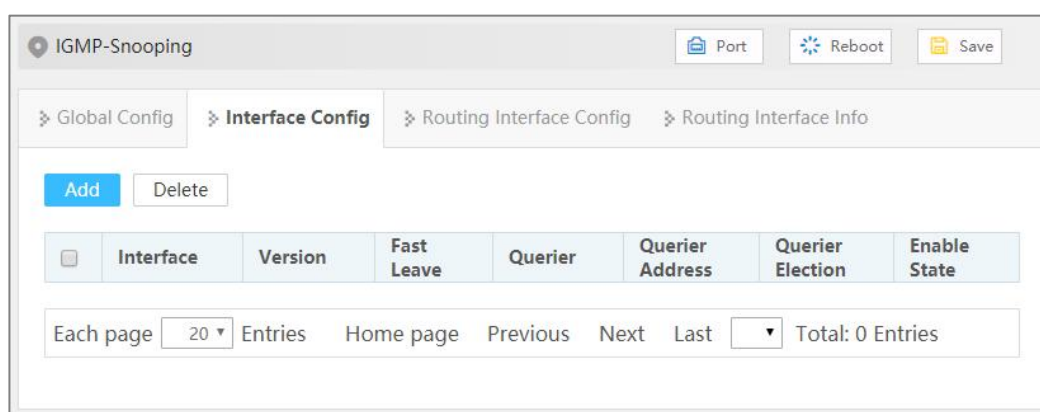 IGMP-Snooping Port Reboot Save
Global Config Interface Config Routing Interface Config Routing Interface Info
Add Delete
Interface Version Fast Leave Querier Querier Address Querier Election Enable State
Each page 20 Entries Home page Previous Next Last Total: 0 Entries